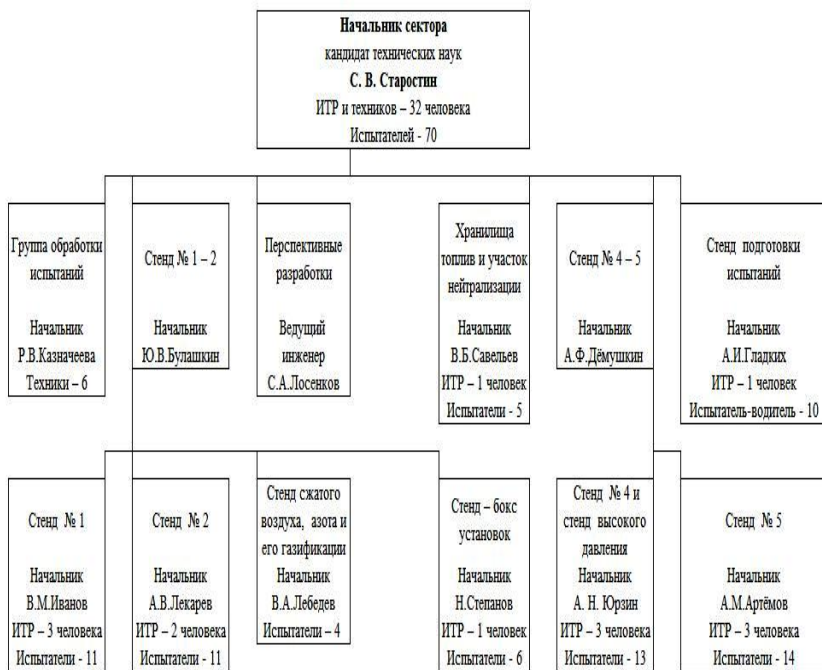 Начальник сектора
кандидат технических наук
С. В. Старостин
ИТР и техников – 32 человека
Испытателей - 70
Группа обработки
испытаний
Начальник
Р.В.Казначеева
Техники – 6
Стенд № 1 – 2
Начальник
Ю.В.Булашкин
Перспективные
разработки
Ведущий
инженер
С.А.Лосенков
Хранилища
топлив и участок
нейтрализации
Начальник
В.Б.Савельев
ИТР – 1 человек
Испытатели - 5
Стенд № 4 – 5
Начальник
А.Ф.Дёмушкин
Стенд подготовки
испытаний
Начальник
А.И.Гладких
ИТР – 1 человек
Испытатель-водитель - 10
Стенд № 1
Начальник
В.М.Иванов
ИТР – 3 человека
Испытатели - 11
Стенд № 2
Начальник
А.В.Лекарев
ИТР – 2 человека
Испытатели - 11
Стенд сжатого
воздуха, азота и
его газификации
Начальник
В.А.Лебедев
Испытатели – 4
Стенд – бокс
установок
Начальник
Н.Степанов
ИТР – 1 человек
Испытатели - 6
Стенд № 4 и
стенд высокого
давления
Начальник
А. Н. Юрзин
ИТР – 3 человека
Испытатели - 13
Стенд № 5
Начальник
А.М.Артёмов
ИТР – 3 человека
Испытатели - 14